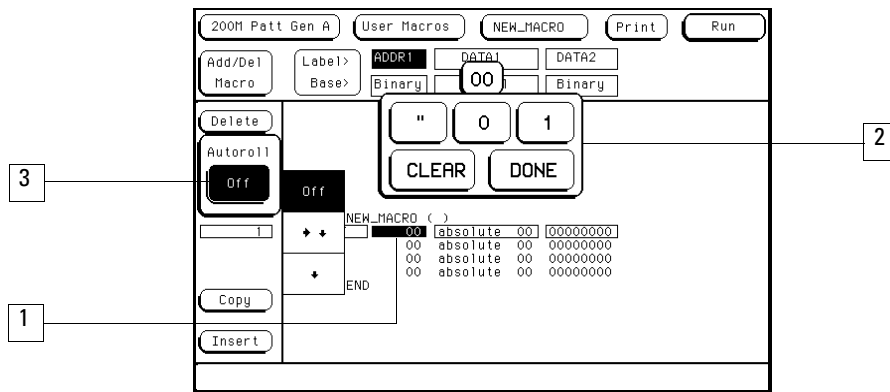 200M Patt Gen A User Macros NEW_MACRO Print Run
Add/Del Macro
Label> ADDR1 DATA1 DATA2
Base> Binary Binary
00
" 0 1
CLEAR DONE
2
Delete
Autoroll
Off
Off
3
1
NEW_MACRO ( )
00 absolute 00 00000000
00 absolute 00 00000000
00 absolute 00 00000000
00 absolute 00 00000000
END
Copy
1
Insert